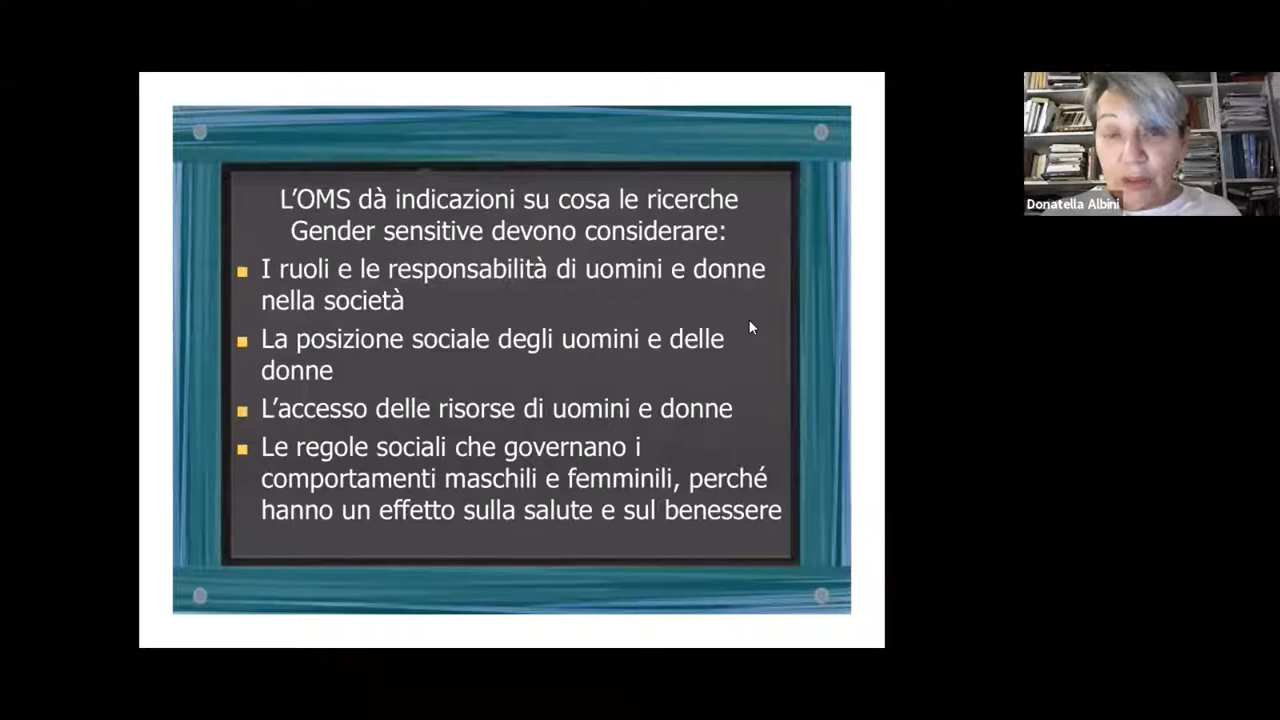 L’OMS dà indicazioni su cosa le ricerche
Gender sensitive devono considerare:
I ruoli e le responsabilità di uomini e donne
nella società
La posizione sociale degli uomini e delle
donne
L’accesso delle risorse di uomini e donne
Le regole sociali che governano i
comportamenti maschili e femminili, perché
hanno un effetto sulla salute e sul benessere
Donatella Albini